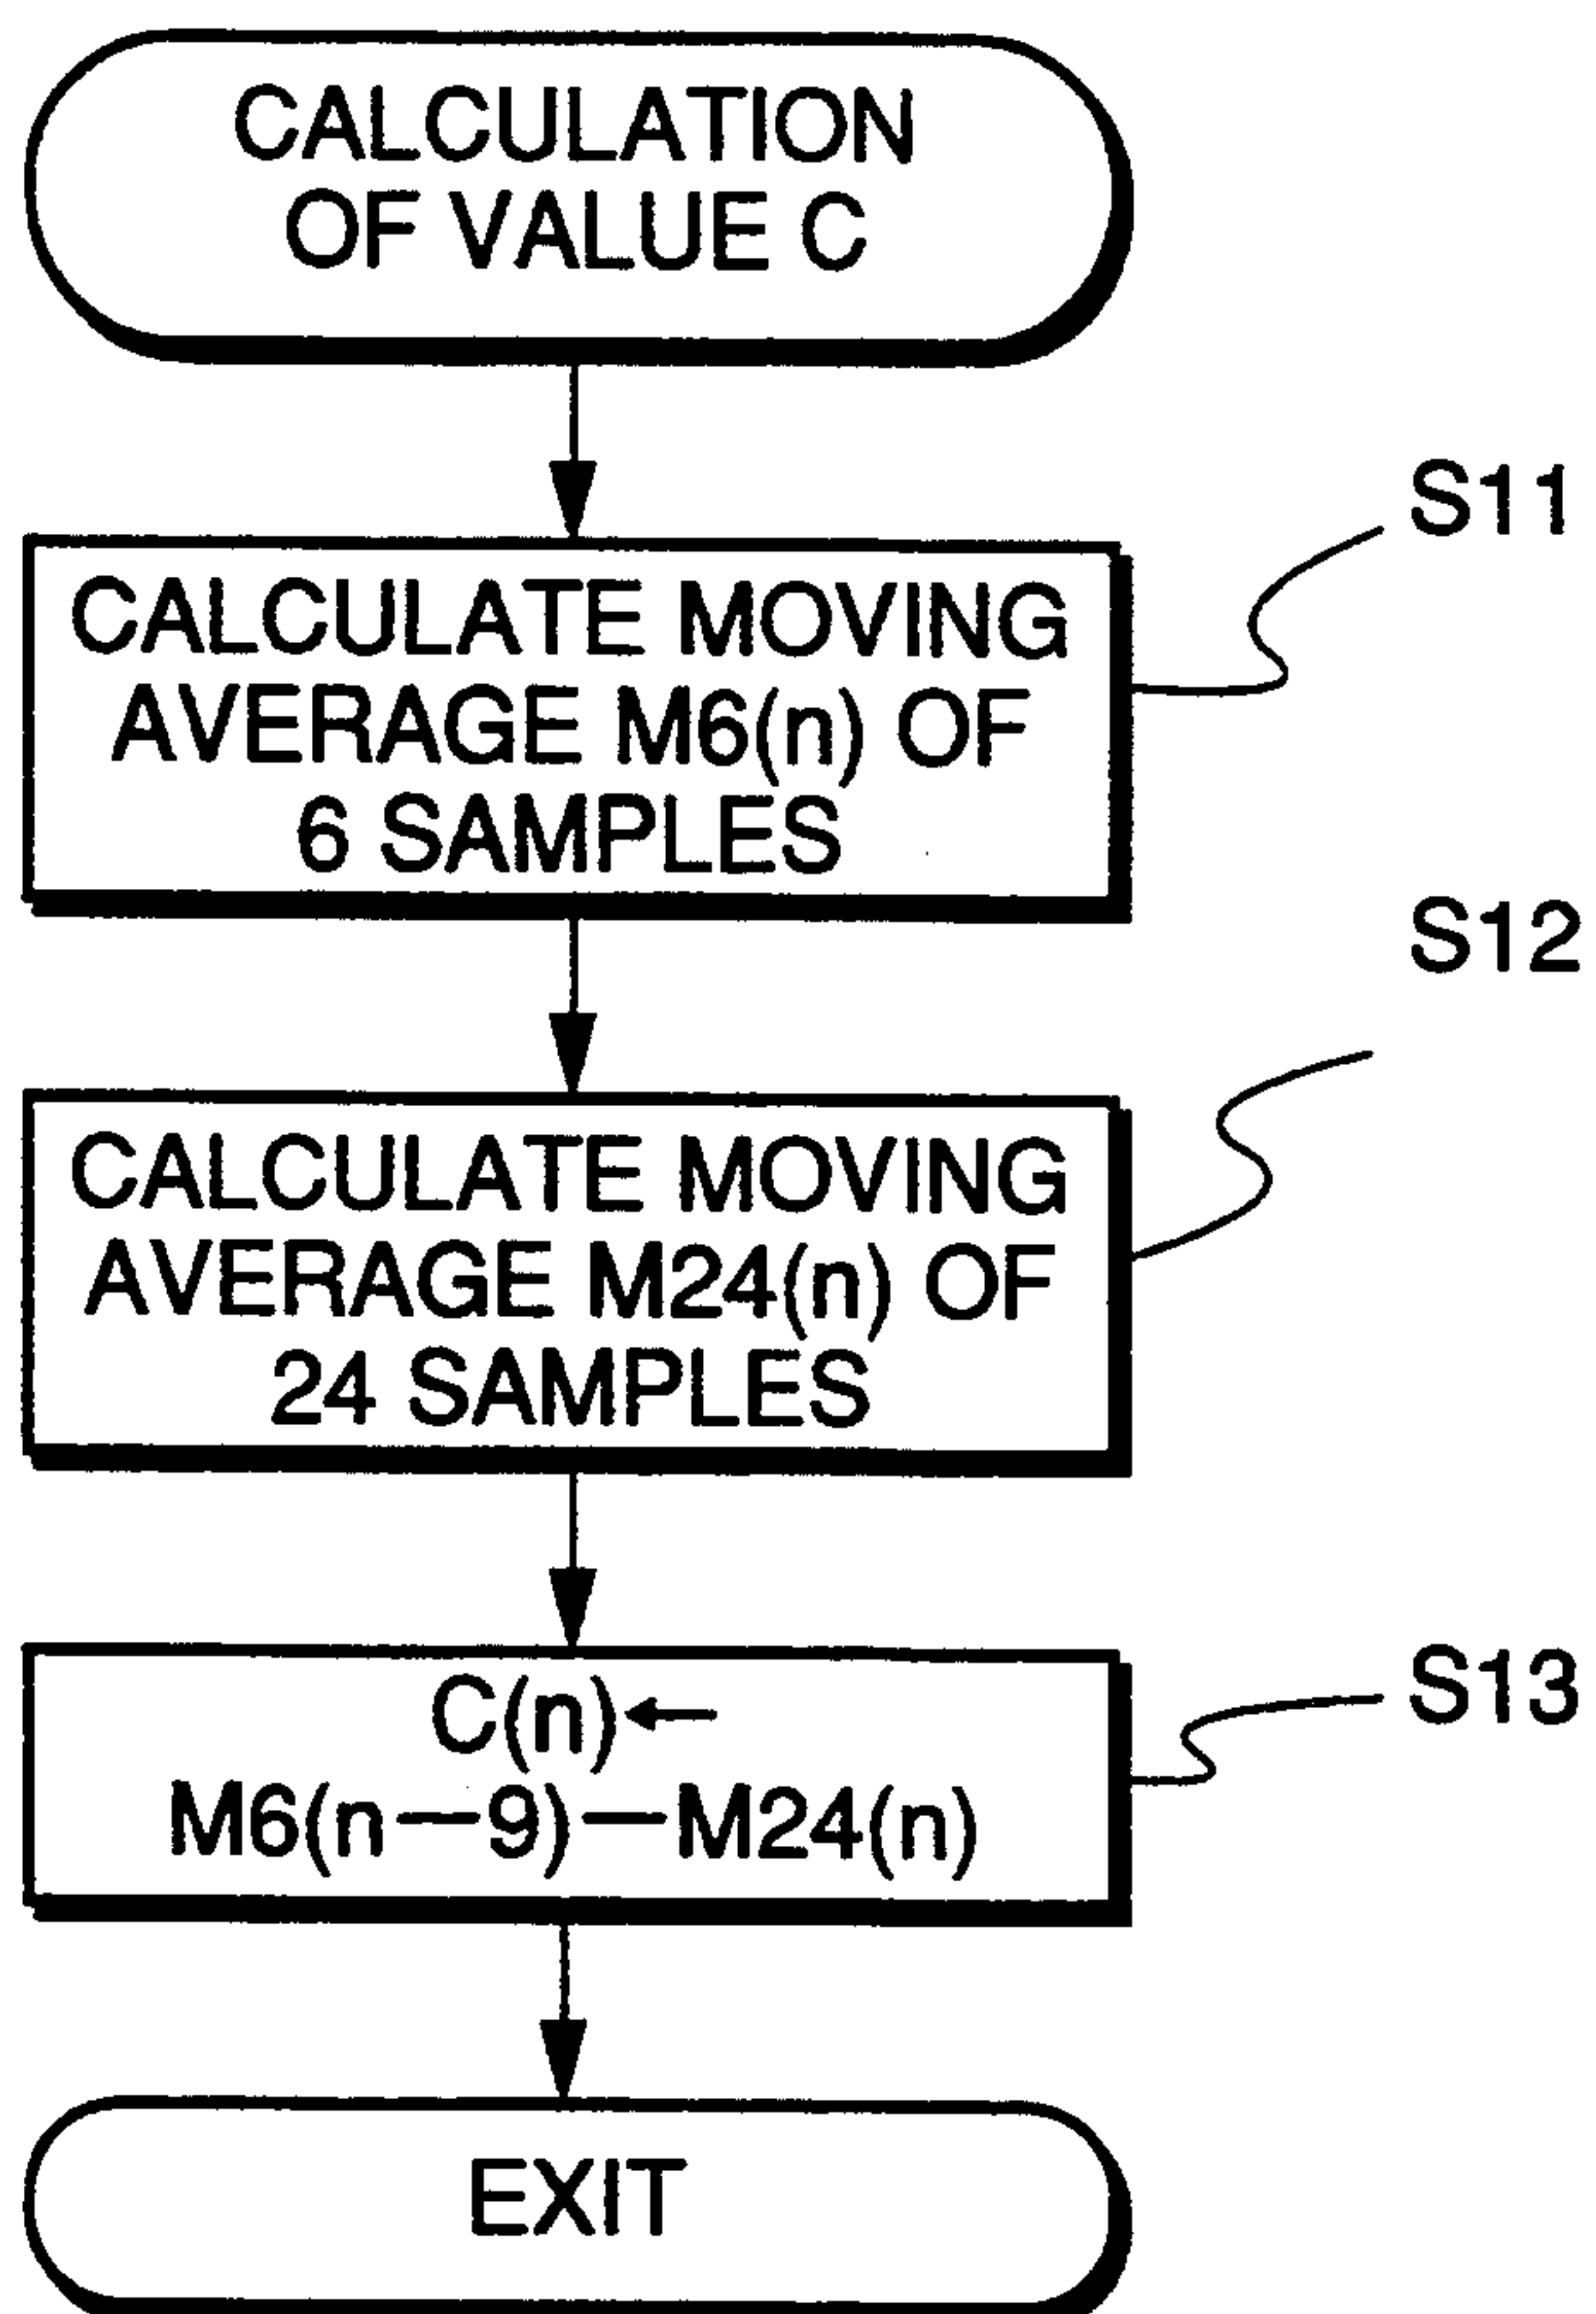 CALCULATION
OF VALUE C
S11
CALCULATE MOVING
AVERAGE M6(n) OF
6 SAMPLES
S12
CALCULATE MOVING
AVERAGE M24(n) OF
24 SAMPLES
S13
C(n)←
M6(n—9)—M24(n)
EXIT